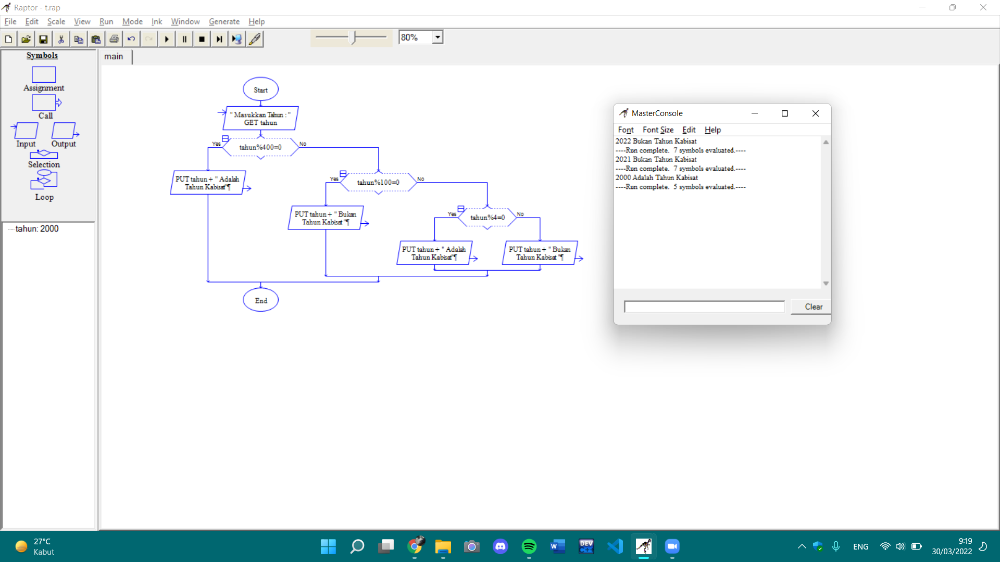 Raptor - t.rap
File Edit Scale View Run Mode Ink Window Generate Help
80%
Symbols
Assignment
Call
Input Output
Selection
Loop
tahun: 2000
main
Start
" Masukkan Tahun : "
GET tahun
Yes No
tahun%400=0
PUT tahun + " Adalah
Tahun Kabisat"¶
Yes No
tahun%100=0
PUT tahun + " Bukan
Tahun Kabisat "¶
Yes No
tahun%4=0
PUT tahun + " Adalah
Tahun Kabisat"¶
PUT tahun + " Bukan
Tahun Kabisat "¶
End
MasterConsole
Font Font Size Edit Help
2022 Bukan Tahun Kabisat
----Run complete.  7 symbols evaluated.----
2021 Bukan Tahun Kabisat
----Run complete.  7 symbols evaluated.----
2000 Adalah Tahun Kabisat
----Run complete.  5 symbols evaluated.----
Clear
27°C
Kabut
W
DEV
C++
ENG
9:19
30/03/2022